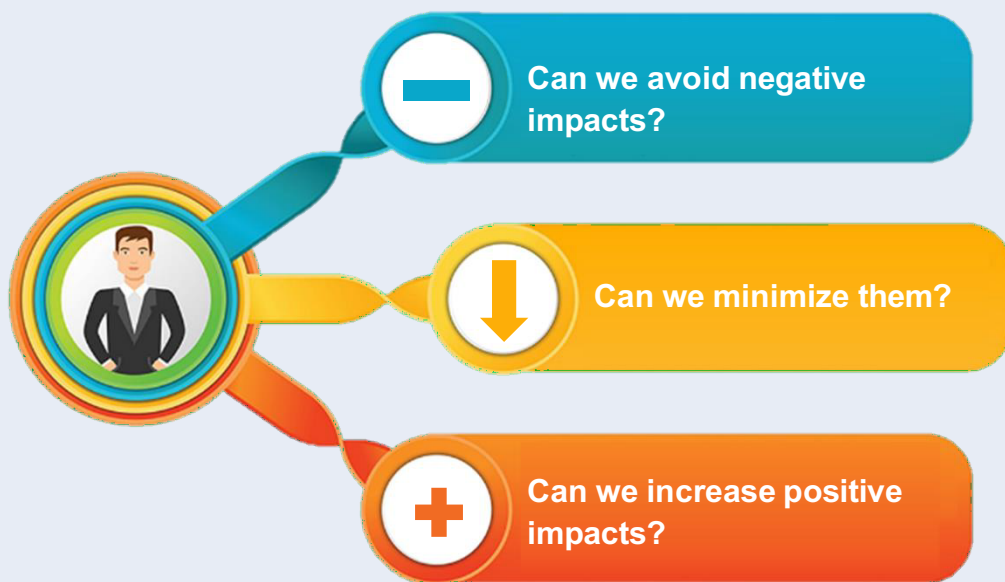 Can we avoid negative
impacts?
Can we minimize them?
Can we increase positive
impacts?